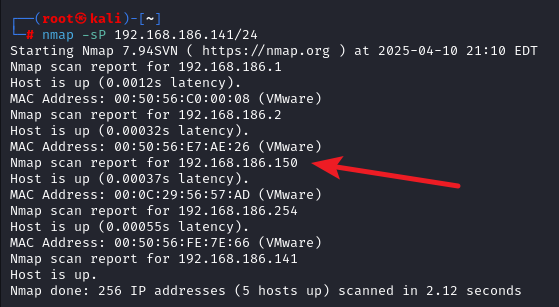 ┌──(root㉿kali)-[~]
└─# nmap -sP 192.168.186.141/24
Starting Nmap 7.94SVN ( https://nmap.org ) at 2025-04-10 21:10 EDT
Nmap scan report for 192.168.186.1
Host is up (0.0012s latency).
MAC Address: 00:50:56:C0:00:08 (VMware)
Nmap scan report for 192.168.186.2
Host is up (0.00032s latency).
MAC Address: 00:50:56:E7:AE:26 (VMware)
Nmap scan report for 192.168.186.150
Host is up (0.00037s latency).
MAC Address: 00:0C:29:56:57:AD (VMware)
Nmap scan report for 192.168.186.254
Host is up (0.00055s latency).
MAC Address: 00:50:56:FE:7E:66 (VMware)
Nmap scan report for 192.168.186.141
Host is up.
Nmap done: 256 IP addresses (5 hosts up) scanned in 2.12 seconds